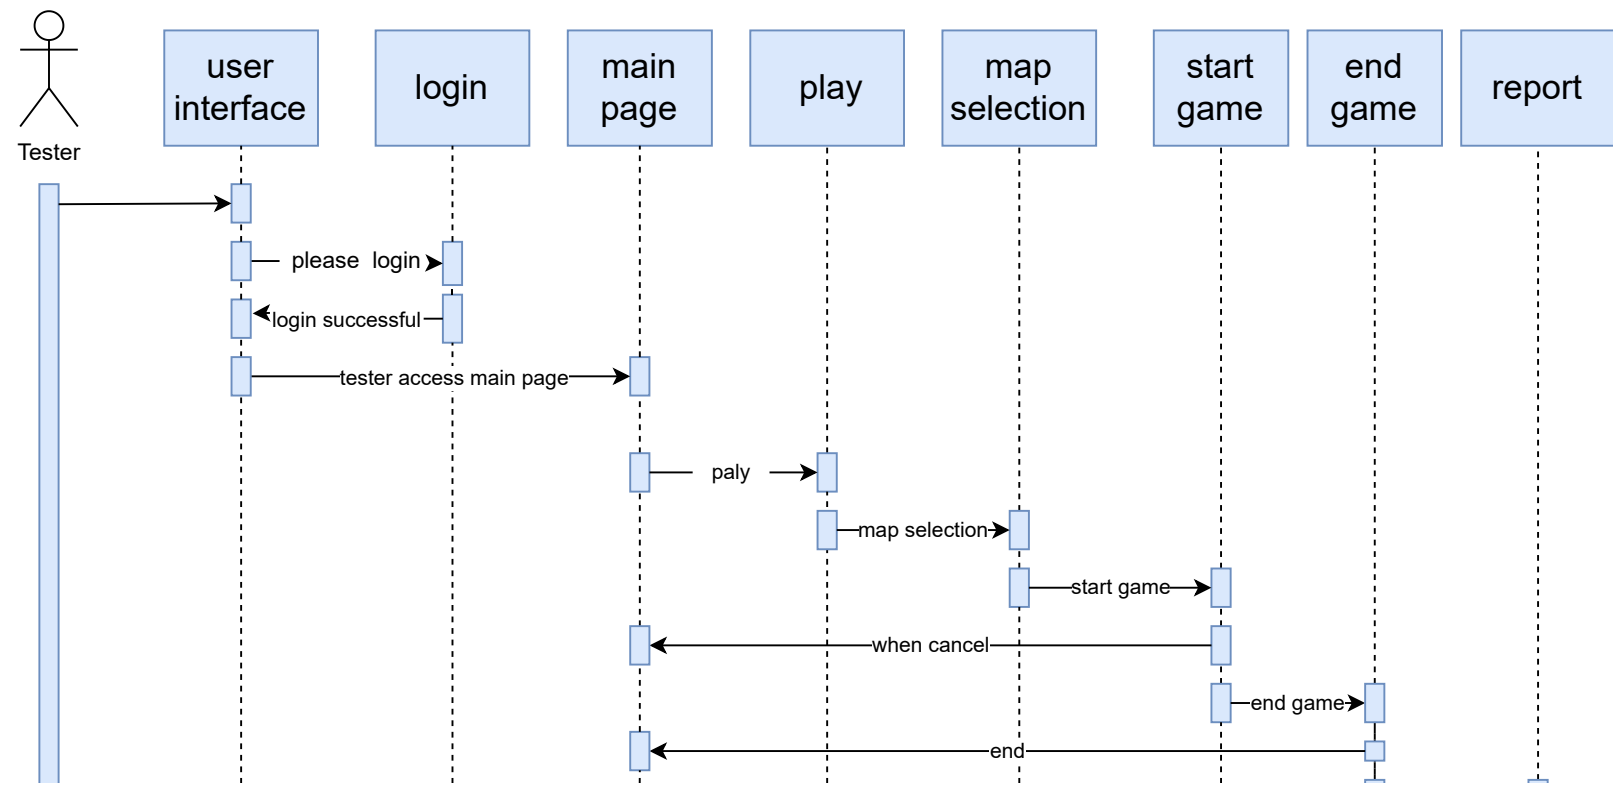 Tester
user
interface
login
main
page
play
map
selection
start
game
end
game
report
please  login
login successful
tester access main page
paly
map selection
start game
when cancel
end game
end